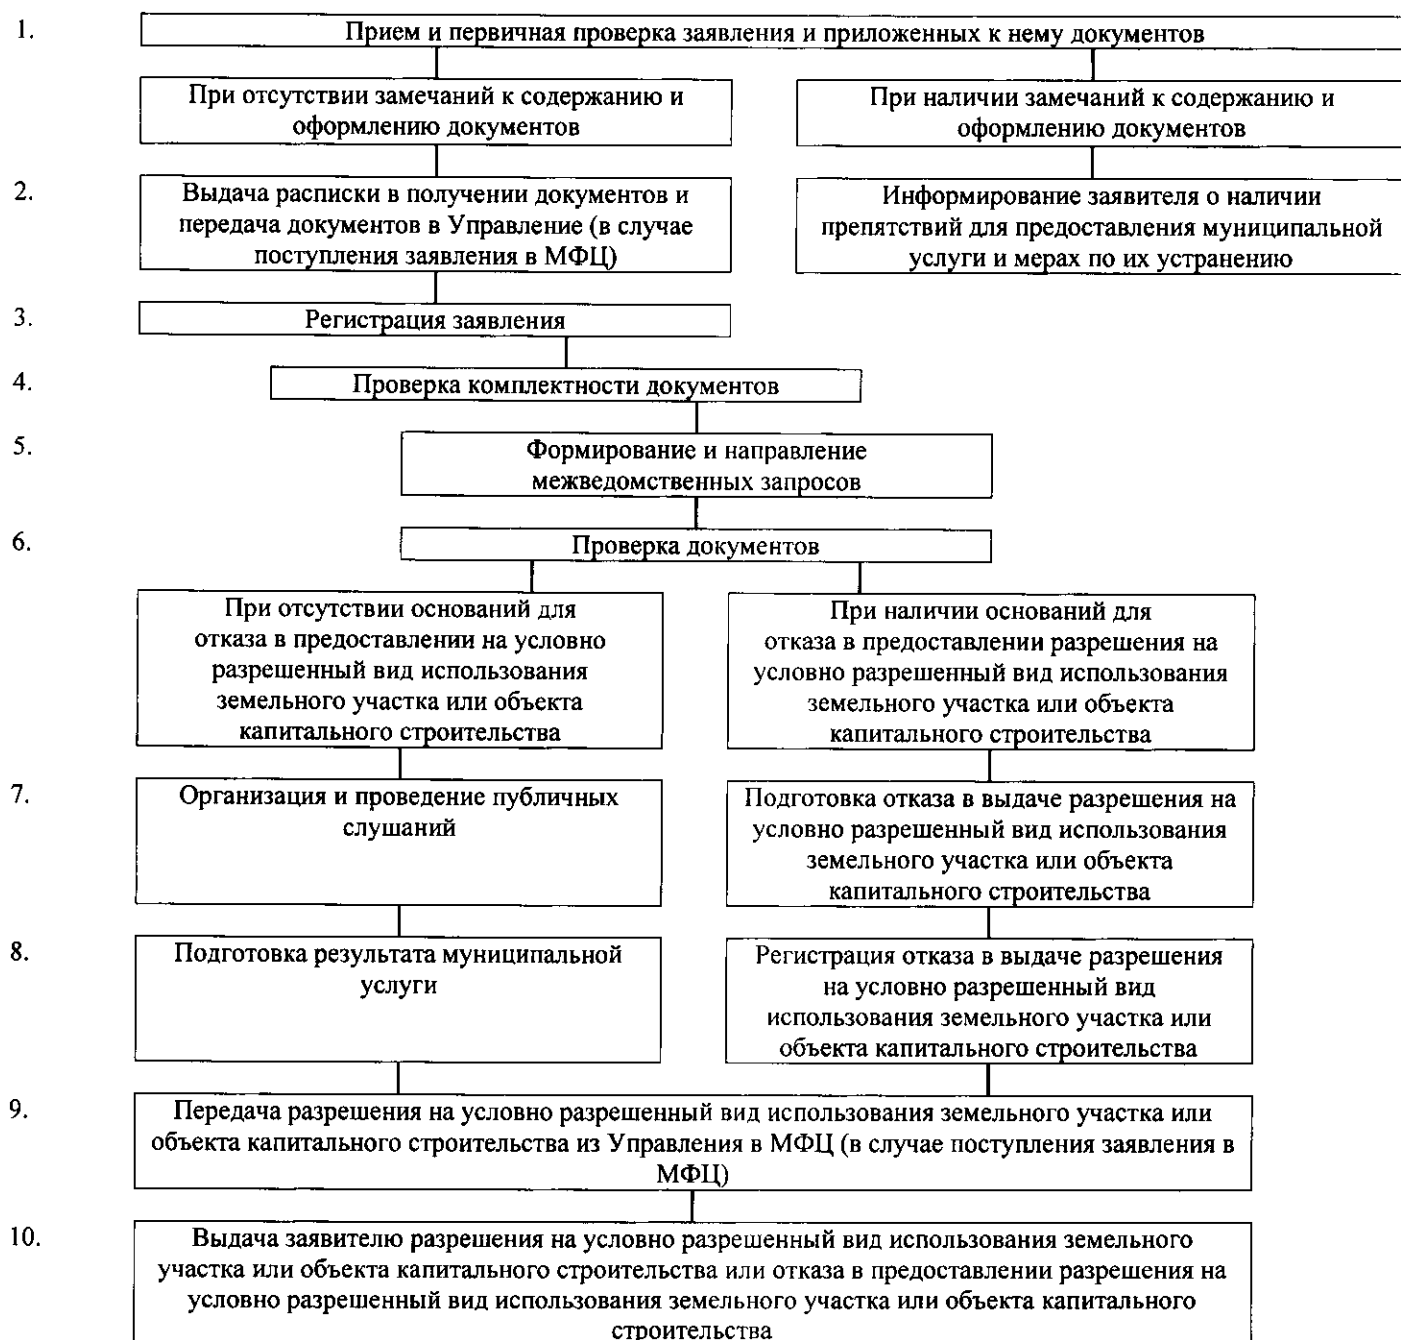 1.
Прием и первичная проверка заявления и приложенных к нему документов
При отсутствии замечаний к содержанию и
оформлению документов
При наличии замечаний к содержанию и
оформлению документов
2.
Выдача расписки в получении документов и
передача документов в Управление (в случае
поступления заявления в МФЦ)
Информирование заявителя о наличии
препятствий для предоставления муниципальной
услуги и мерах по их устранению
3.
Регистрация заявления
4.
Проверка комплектности документов
5.
Формирование и направление
межведомственных запросов
6.
Проверка документов
При отсутствии оснований для
отказа в предоставлении на условно
разрешенный вид использования
земельного участка или объекта
капитального строительства
При наличии оснований для
отказа в предоставлении разрешения на
условно разрешенный вид использования
земельного участка или объекта
капитального строительства
7.
Организация и проведение публичных
слушаний
Подготовка отказа в выдаче разрешения на
условно разрешенный вид использования
земельного участка или объекта
капитального строительства
8.
Подготовка результата муниципальной
услуги
Регистрация отказа в выдаче разрешения
на условно разрешенный вид
использования земельного участка или
объекта капитального строительства
9.
Передача разрешения на условно разрешенный вид использования земельного участка или
объекта капитального строительства из Управления в МФЦ (в случае поступления заявления в
МФЦ)
10.
Выдача заявителю разрешения на условно разрешенный вид использования земельного
участка или объекта капитального строительства или отказа в предоставлении разрешения на
условно разрешенный вид использования земельного участка или объекта капитального
строительства